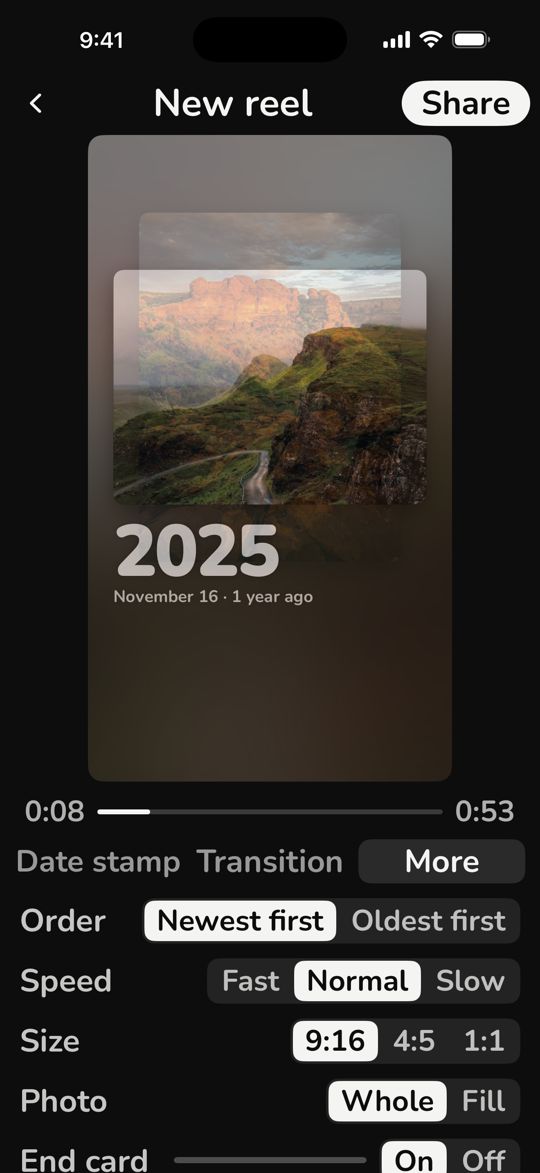 9:41
New reel
Share
2025
November 16 · 1 year ago
0:08
0:53
Date stamp
Transition
More
Order
Newest first
Oldest first
Speed
Fast
Normal
Slow
Size
9:16
4:5
1:1
Photo
Whole
Fill
End card
On
Off